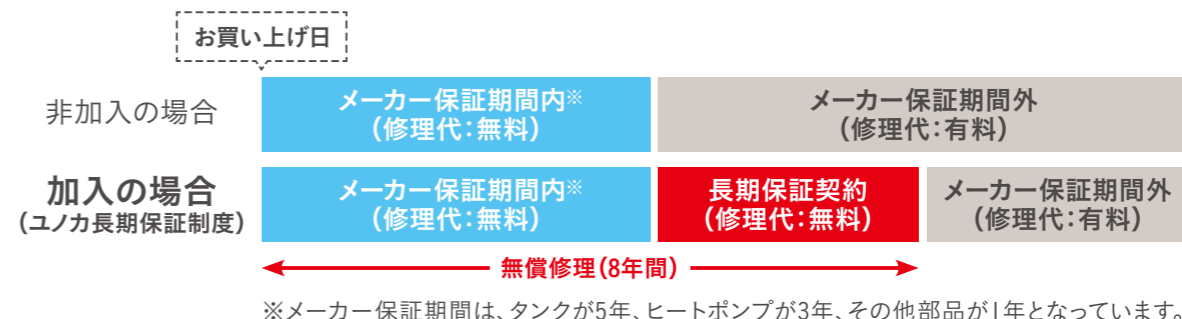 お買い上げ日
非加入の場合
メーカー保証期間内※
(修理代:無料)
メーカー保証期間外
(修理代:有料)
加入の場合
(ユノカ長期保証制度)
メーカー保証期間内※
(修理代:無料)
長期保証契約
(修理代:無料)
メーカー保証期間外
(修理代:有料)
無償修理(8年間)
※メーカー保証期間は、タンクが5年、ヒートポンプが3年、その他部品が1年となっています。